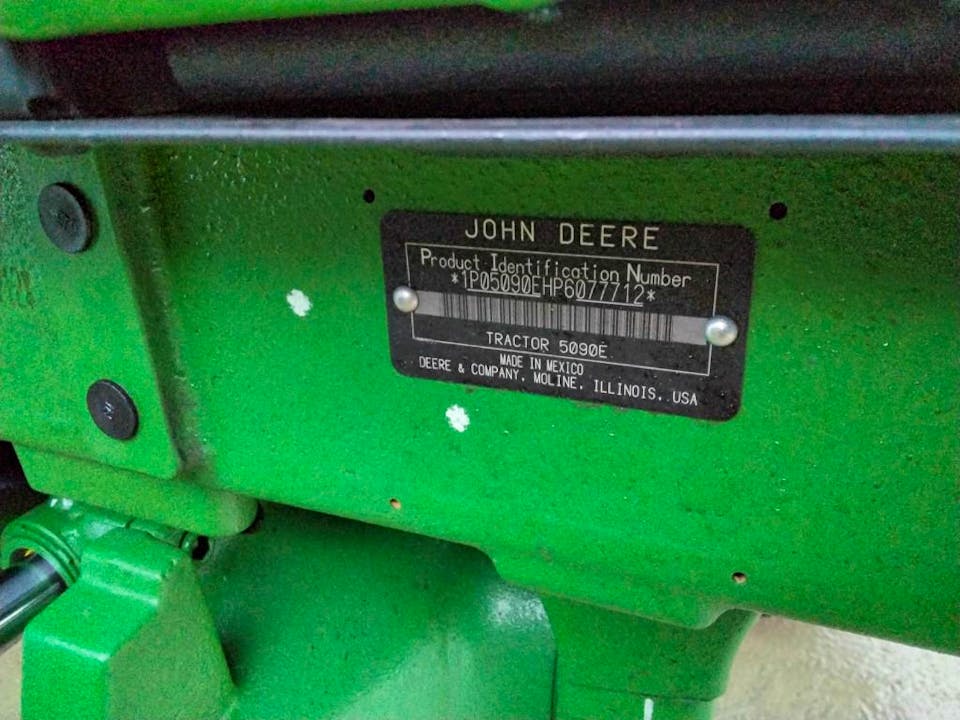 JOHN DEERE
Product Identification Number
*1P05090EHP6077712*
TRACTOR 5090E
MADE IN MEXICO
DEERE & COMPANY, MOLINE, ILLINOIS, USA